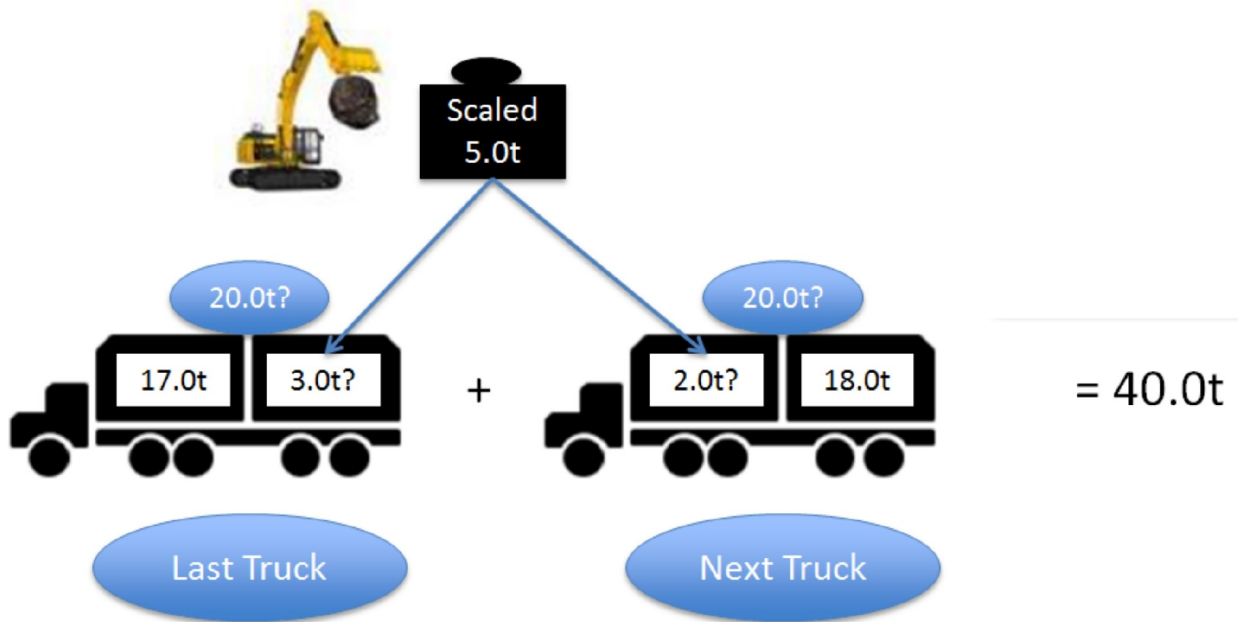 Scaled
5.0t
20.0t?
20.0t?
17.0t
3.0t?
+
2.0t?
18.0t
= 40.0t
Last Truck
Next Truck